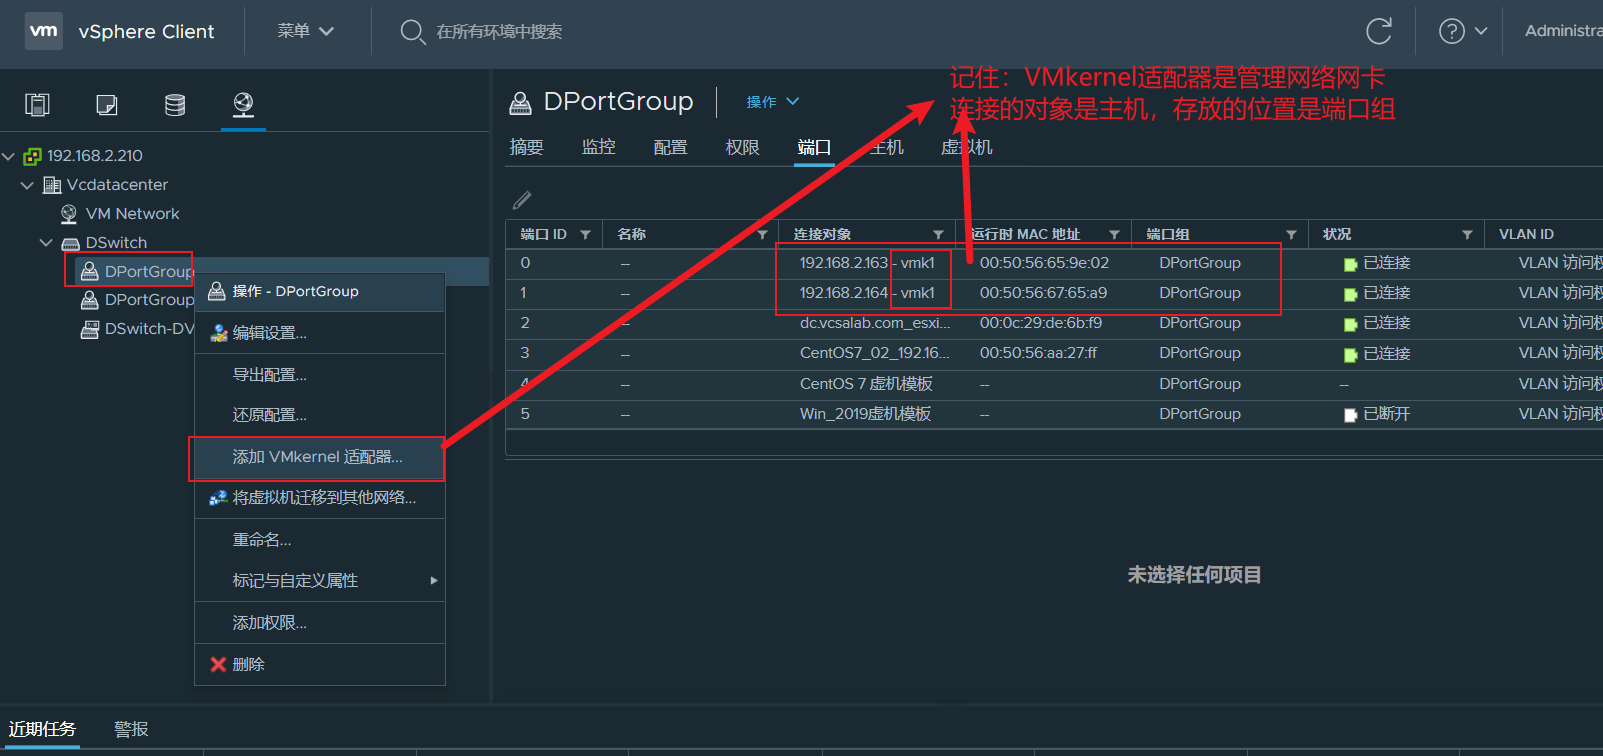 vm vSphere Client 菜单 在所有环境中搜索 Administra
记住：VMkernel适配器是管理网络网卡
连接的对象是主机，存放的位置是端口组
DPortGroup 操作
摘要 监控 配置 权限 端口 主机 虚拟机
192.168.2.210
Vcdatacenter
VM Network
DSwitch
DPortGroup
DPortGroup
DSwitch-DV
操作 - DPortGroup
编辑设置...
导出配置...
还原配置...
添加 VMkernel 适配器...
将虚拟机迁移到其他网络...
重命名...
标记与自定义属性
添加权限...
删除
端口 ID 名称 连接对象 运行时 MAC 地址 端口组 状况 VLAN ID
0 -- 192.168.2.163 - vmk1 00:50:56:65:9e:02 DPortGroup 已连接 VLAN 访问权
1 -- 192.168.2.164 - vmk1 00:50:56:67:65:a9 DPortGroup 已连接 VLAN 访问权
2 -- dc.vcsalab.com_esxi... 00:0c:29:de:6b:f9 DPortGroup 已连接 VLAN 访问权
3 -- CentOS7_02_192.16... 00:50:56:aa:27:ff DPortGroup 已连接 VLAN 访问权
4 -- CentOS 7 虚机模板 -- DPortGroup -- VLAN 访问权
5 -- Win_2019虚机模板 -- DPortGroup 已断开 VLAN 访问权
未选择任何项目
近期任务 警报